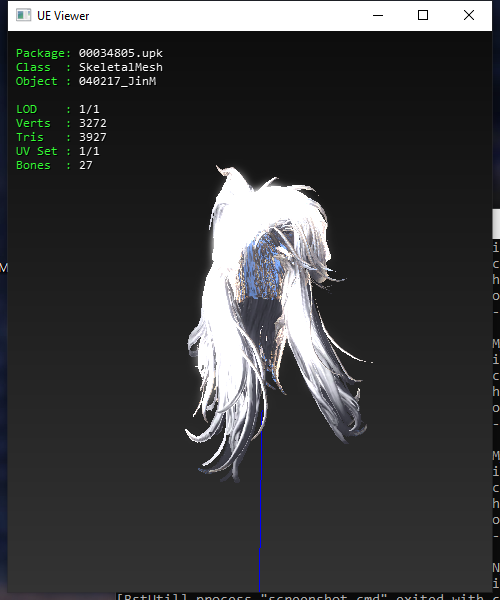 UE Viewer
Package: 00034805.upk
Class : SkeletalMesh
Object : 040217_JinM
LOD : 1/1
Verts : 3272
Tris : 3927
UV Set : 1/1
Bones : 27
M
i
c
h
o
-
M
i
c
h
o
-
M
i
c
h
o
-
N
i
[BstUtil] process "screenshot.cmd" exited with c